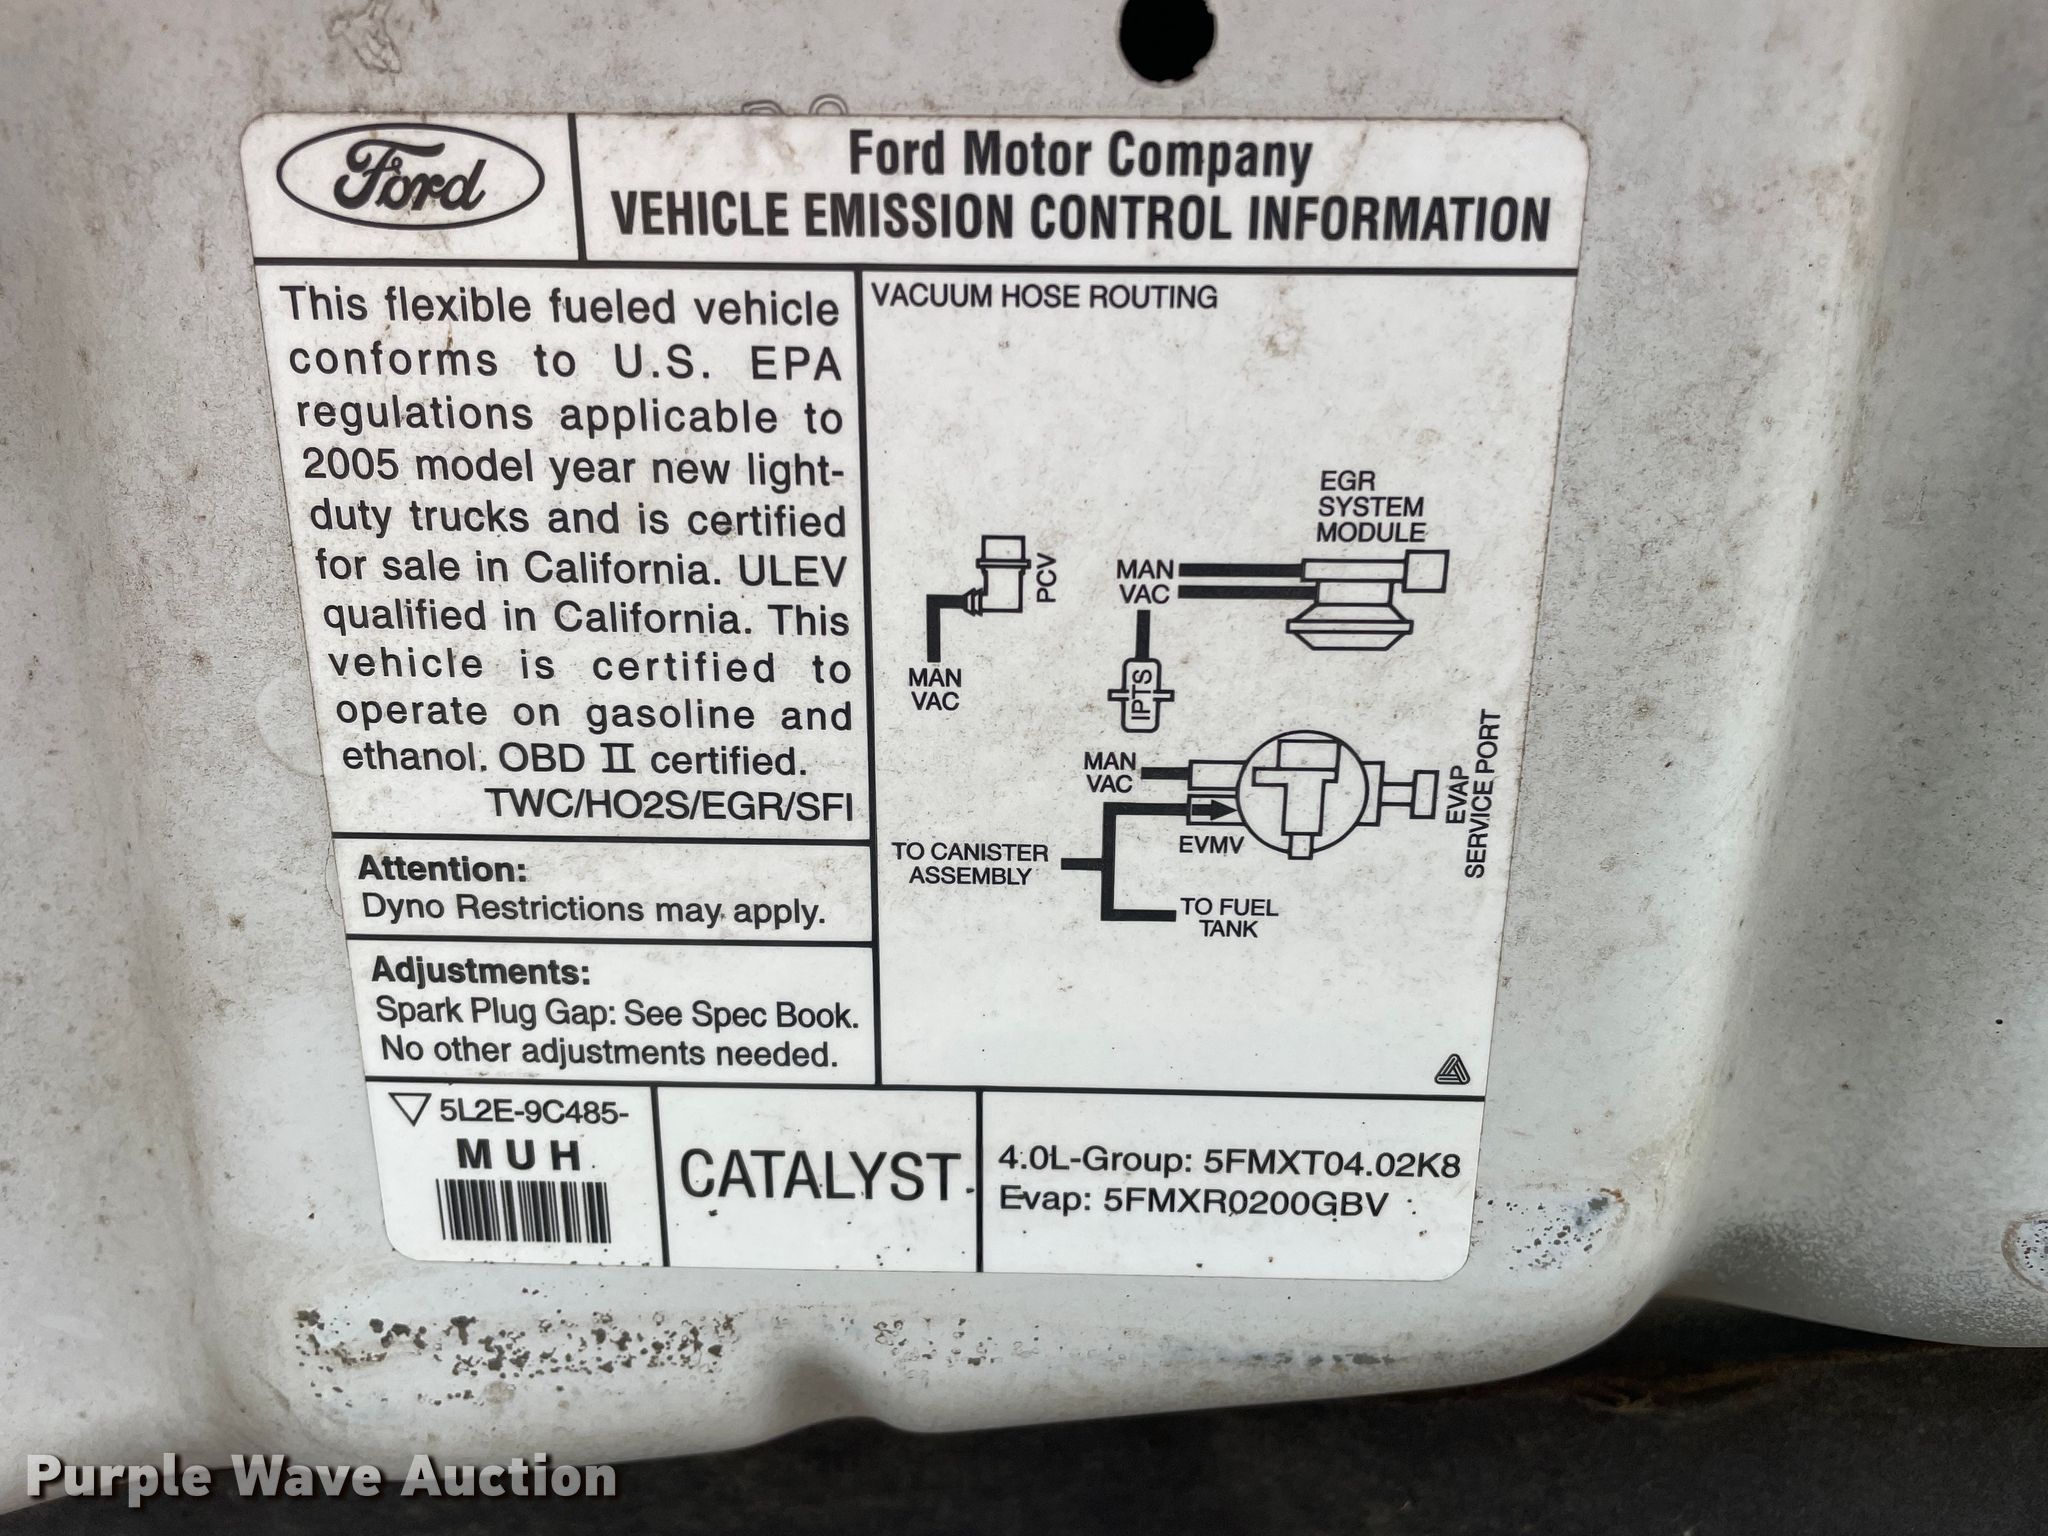 Ford
Ford Motor Company
VEHICLE EMISSION CONTROL INFORMATION
This flexible fueled vehicle
conforms to U.S. EPA
regulations applicable to
2005 model year new light-
duty trucks and is certified
for sale in California. ULEV
qualified in California. This
vehicle is certified to
operate on gasoline and
ethanol. OBD II certified.
TWC/HO2S/EGR/SFI
Attention:
Dyno Restrictions may apply.
Adjustments:
Spark Plug Gap: See Spec Book.
No other adjustments needed.
VACUUM HOSE ROUTING
EGR
SYSTEM
MODULE
PCV
MAN
VAC
MAN
VAC
IPTS
MAN
VAC
EVMV
EVAP
SERVICE PORT
TO CANISTER
ASSEMBLY
TO FUEL
TANK
5L2E-9C485-
MUH
CATALYST
4.0L-Group: 5FMXT04.02K8
Evap: 5FMXR0200GBV
Purple Wave Auction